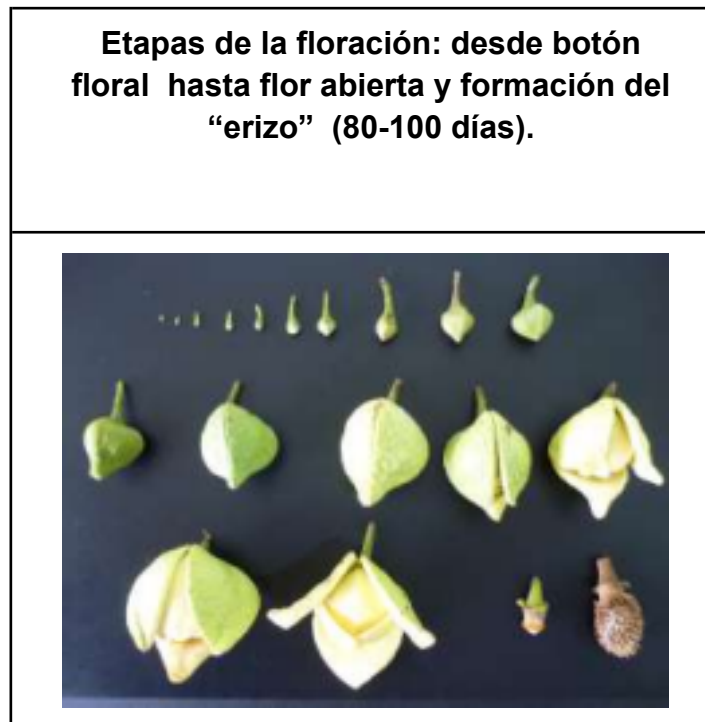 Etapas de la floración: desde botón
floral  hasta flor abierta y formación del
“erizo”  (80-100 días).